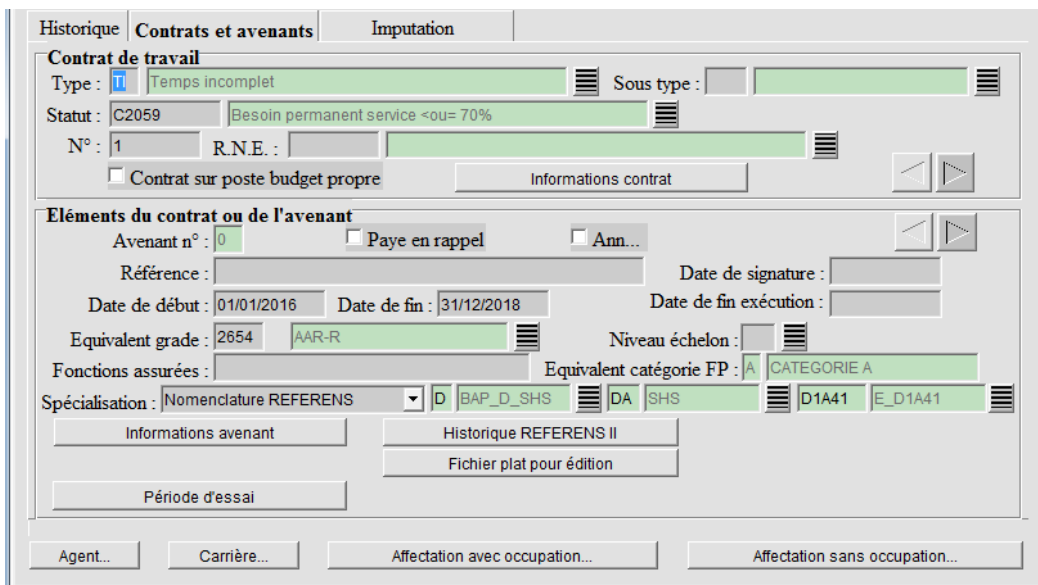 Historique Contrats et avenants Imputation
Contrat de travail
Type : TI Temps incomplet Sous type :
Statut : C2059 Besoin permanent service <ou= 70%
N° : 1 R.N.E. :
Contrat sur poste budget propre Informations contrat
Eléments du contrat ou de l'avenant
Avenant n° : 0 Paye en rappel Ann...
Référence : Date de signature :
Date de début : 01/01/2016 Date de fin : 31/12/2018 Date de fin exécution :
Equivalent grade : 2654 AAR-R Niveau échelon :
Fonctions assurées : Equivalent catégorie FP : A CATEGORIE A
Spécialisation : Nomenclature REFERENS D BAP_D_SHS DA SHS D1A41 E_D1A41
Informations avenant Historique REFERENS II
Fichier plat pour édition
Période d'essai
Agent... Carrière... Affectation avec occupation... Affectation sans occupation...